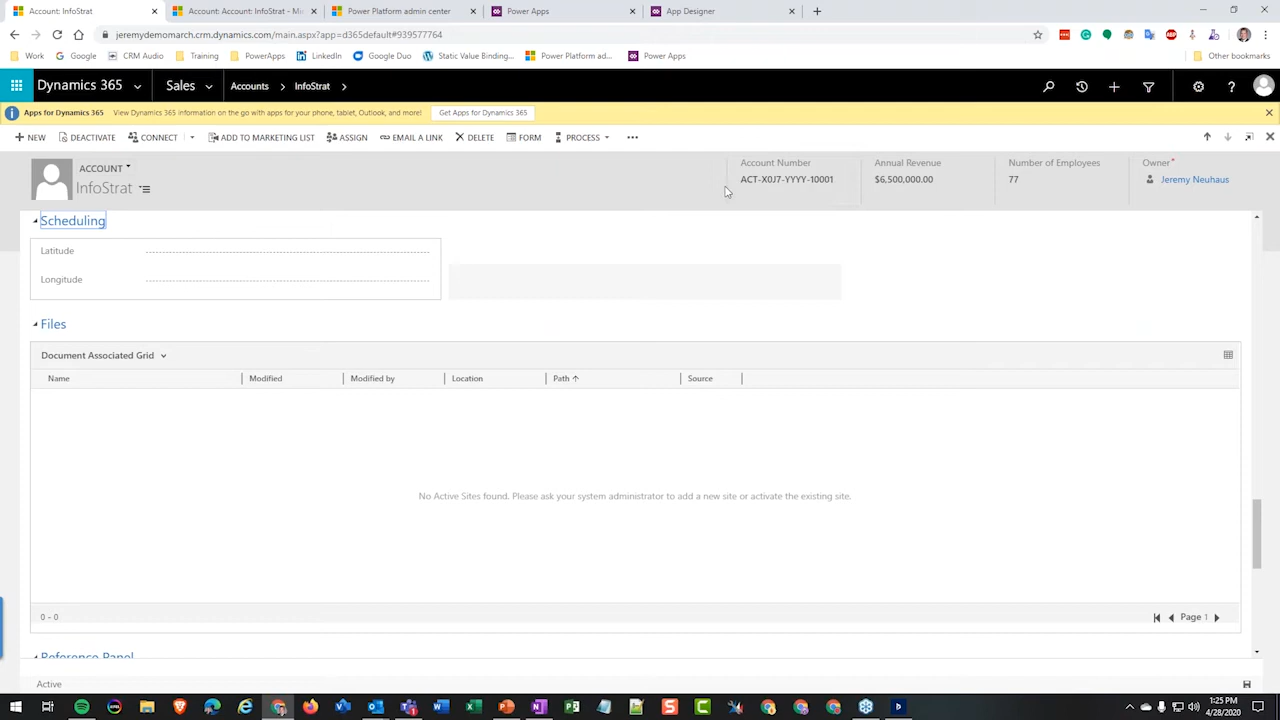 Account: InfoStrat
Account: Account: InfoStrat - Mi
Power Platform admin center
Power Apps
App Designer
jeremydemomarch.crm.dynamics.com/main.aspx?app=d365default#939577764
Work
Google
CRM Audio
Training
PowerApps
LinkedIn
Google Duo
Static Value Binding...
Power Platform ad...
Power Apps
Other bookmarks
Dynamics 365
Sales
Accounts
InfoStrat
Apps for Dynamics 365
View Dynamics 365 information on the go with apps for your phone, tablet, Outlook, and more!
Get Apps for Dynamics 365
NEW
DEACTIVATE
CONNECT
ADD TO MARKETING LIST
ASSIGN
EMAIL A LINK
DELETE
FORM
PROCESS
ACCOUNT
InfoStrat
Account Number
ACT-X0J7-YYYY-10001
Annual Revenue
$6,500,000.00
Number of Employees
77
Owner*
Jeremy Neuhaus
Scheduling
Latitude
Longitude
Files
Document Associated Grid
Name
Modified
Modified by
Location
Path
Source
No Active Sites found. Please ask your system administrator to add a new site or activate the existing site.
0 - 0
Page 1
Reference Panel
Active
1:25 PM
4/28/2020